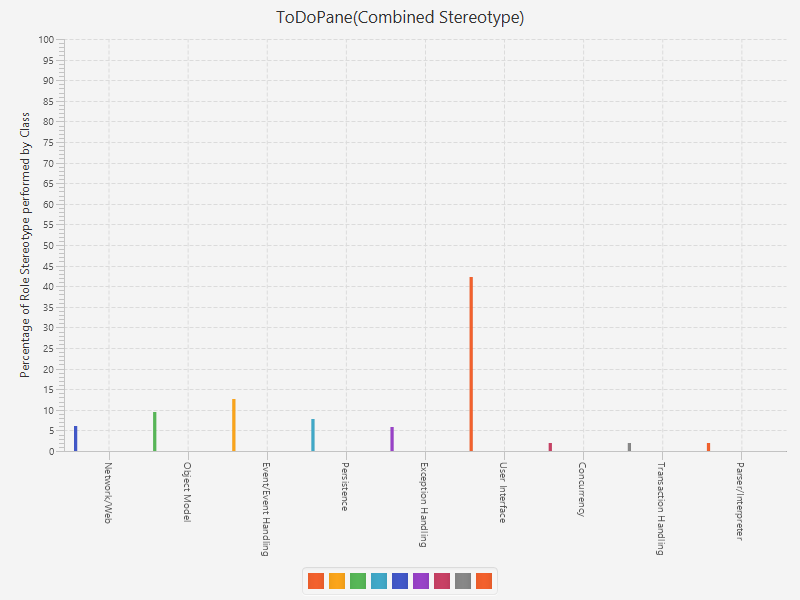 ToDoPane(Combined Stereotype)
Percentage of Role Stereotype performed by Class
100
95
90
85
80
75
70
65
60
55
50
45
40
35
30
25
20
15
10
5
0
Network/Web
Object Model
Event/Event Handling
Persistence
Exception Handling
User Interface
Concurrency
Transaction Handling
Parser/Interpreter